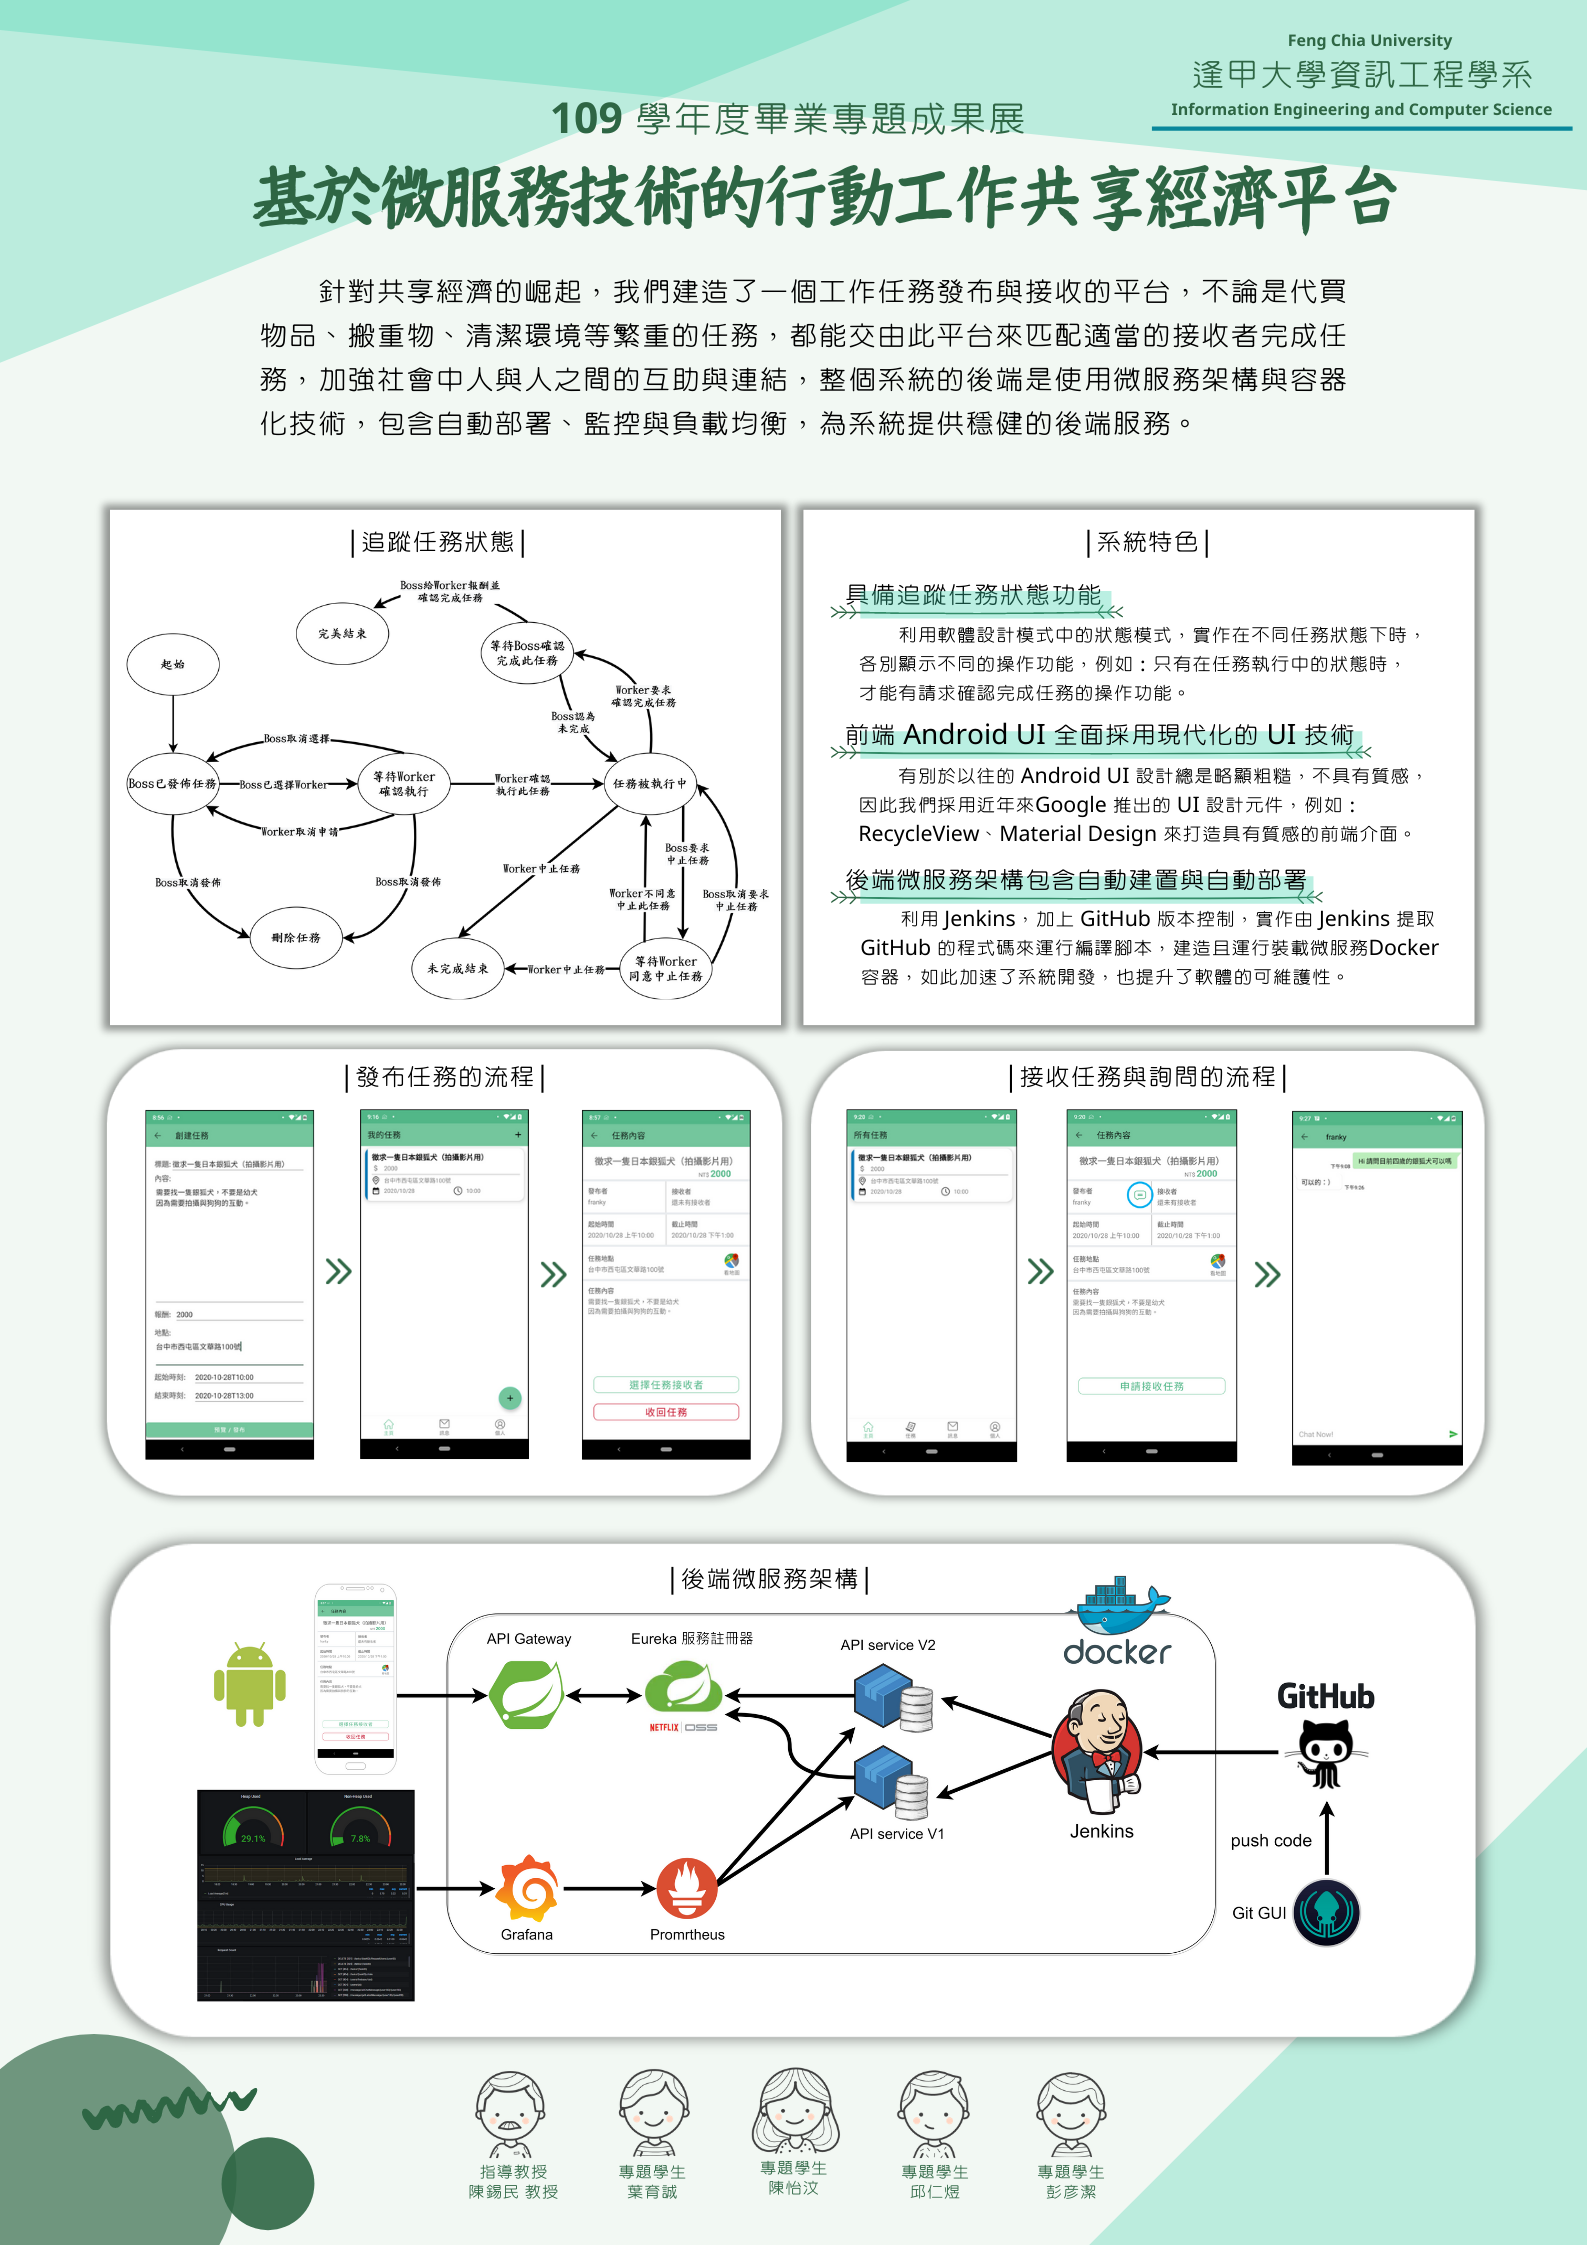 Feng Chia University
逢甲大學資訊工程學系
Information Engineering and Computer Science
109 學年度畢業專題成果展
基於微服務技術的行動工作共享經濟平台
針對共享經濟的崛起，我們建造了一個工作任務發布與接收的平台，不論是代買
物品、搬重物、清潔環境等繁重的任務，都能交由此平台來匹配適當的接收者完成任
務，加強社會中人與人之間的互助與連結，整個系統的後端是使用微服務架構與容器
化技術，包含自動部署、監控與負載均衡，為系統提供穩健的後端服務。
|追蹤任務狀態|
Boss給Worker報酬並
確認完成任務
完美結束
等待Boss確認
完成此任務
起始
Worker要求
確認完成任務
Boss認為
未完成
Boss取消選擇
Boss已發佈任務
Boss已選擇Worker
等待Worker
確認執行
Worker確認
執行此任務
任務被執行中
Worker取消申請
Boss要求
中止任務
Worker中止任務
Boss取消發佈
Boss取消發佈
Worker不同意
中止此任務
Boss取消要求
中止任務
刪除任務
未完成結束
Worker中止任務
等待Worker
同意中止任務
|系統特色|
具備追蹤任務狀態功能
利用軟體設計模式中的狀態模式，實作在不同任務狀態下時，
各別顯示不同的操作功能，例如：只有在任務執行中的狀態時，
才能有請求確認完成任務的操作功能。
前端 Android UI 全面採用現代化的 UI 技術
有別於以往的 Android UI 設計總是略顯粗糙，不具有質感，
因此我們採用近年來Google 推出的 UI 設計元件，例如：
RecycleView、Material Design 來打造具有質感的前端介面。
後端微服務架構包含自動建置與自動部署
利用 Jenkins，加上 GitHub 版本控制，實作由 Jenkins 提取
GitHub 的程式碼來運行編譯腳本，建造且運行裝載微服務Docker
容器，如此加速了系統開發，也提升了軟體的可維護性。
|發布任務的流程|
8:56
創建任務
標題: 徵求一隻日本銀狐犬（拍攝影片用）
內容:
需要找一隻銀狐犬，不要是幼犬
因為需要拍攝與狗狗的互動。
報酬: 2000
地點:
台中市西屯區文華路100號
起始時刻: 2020-10-28T10:00
結束時刻: 2020-10-28T13:00
預覽 / 發布
9:16
我的任務 +
徵求一隻日本銀狐犬（拍攝影片用）
$ 2000
台中市西屯區文華路100號
2020/10/28 10:00
+
主頁 訊息 個人
8:57
任務內容
徵求一隻日本銀狐犬（拍攝影片用）
NT$ 2000
發布者 接收者
franky 還未有接收者
起始時間 截止時間
2020/10/28 上午10:00 2020/10/28 下午1:00
任務地點
台中市西屯區文華路100號
看地圖
任務內容
需要找一隻銀狐犬，不要是幼犬
因為需要拍攝與狗狗的互動。
選擇任務接收者
收回任務
|接收任務與詢問的流程|
9:20
所有任務
徵求一隻日本銀狐犬（拍攝影片用）
$ 2000
台中市西屯區文華路100號
2020/10/28 10:00
主頁 任務 訊息 個人
9:20
任務內容
徵求一隻日本銀狐犬（拍攝影片用）
NT$ 2000
發布者 接收者
franky 還未有接收者
起始時間 截止時間
2020/10/28 上午10:00 2020/10/28 下午1:00
任務地點
台中市西屯區文華路100號
看地圖
任務內容
需要找一隻銀狐犬，不要是幼犬
因為需要拍攝與狗狗的互動。
申請接收任務
9:27
franky
Hi 請問目前四歲的銀狐犬可以嗎
下午9:08
可以的：）
下午9:26
Chat Now!
|後端微服務架構|
docker
API Gateway
Eureka 服務註冊器
API service V2
NETFLIX OSS
GitHub
API service V1
Jenkins
push code
Git GUI
Heap Used
Non-Heap Used
29.1%
7.8%
Grafana
Promrtheus
指導教授
陳錫民 教授
專題學生
葉育誠
專題學生
陳怡汶
專題學生
邱仁煜
專題學生
彭彥潔